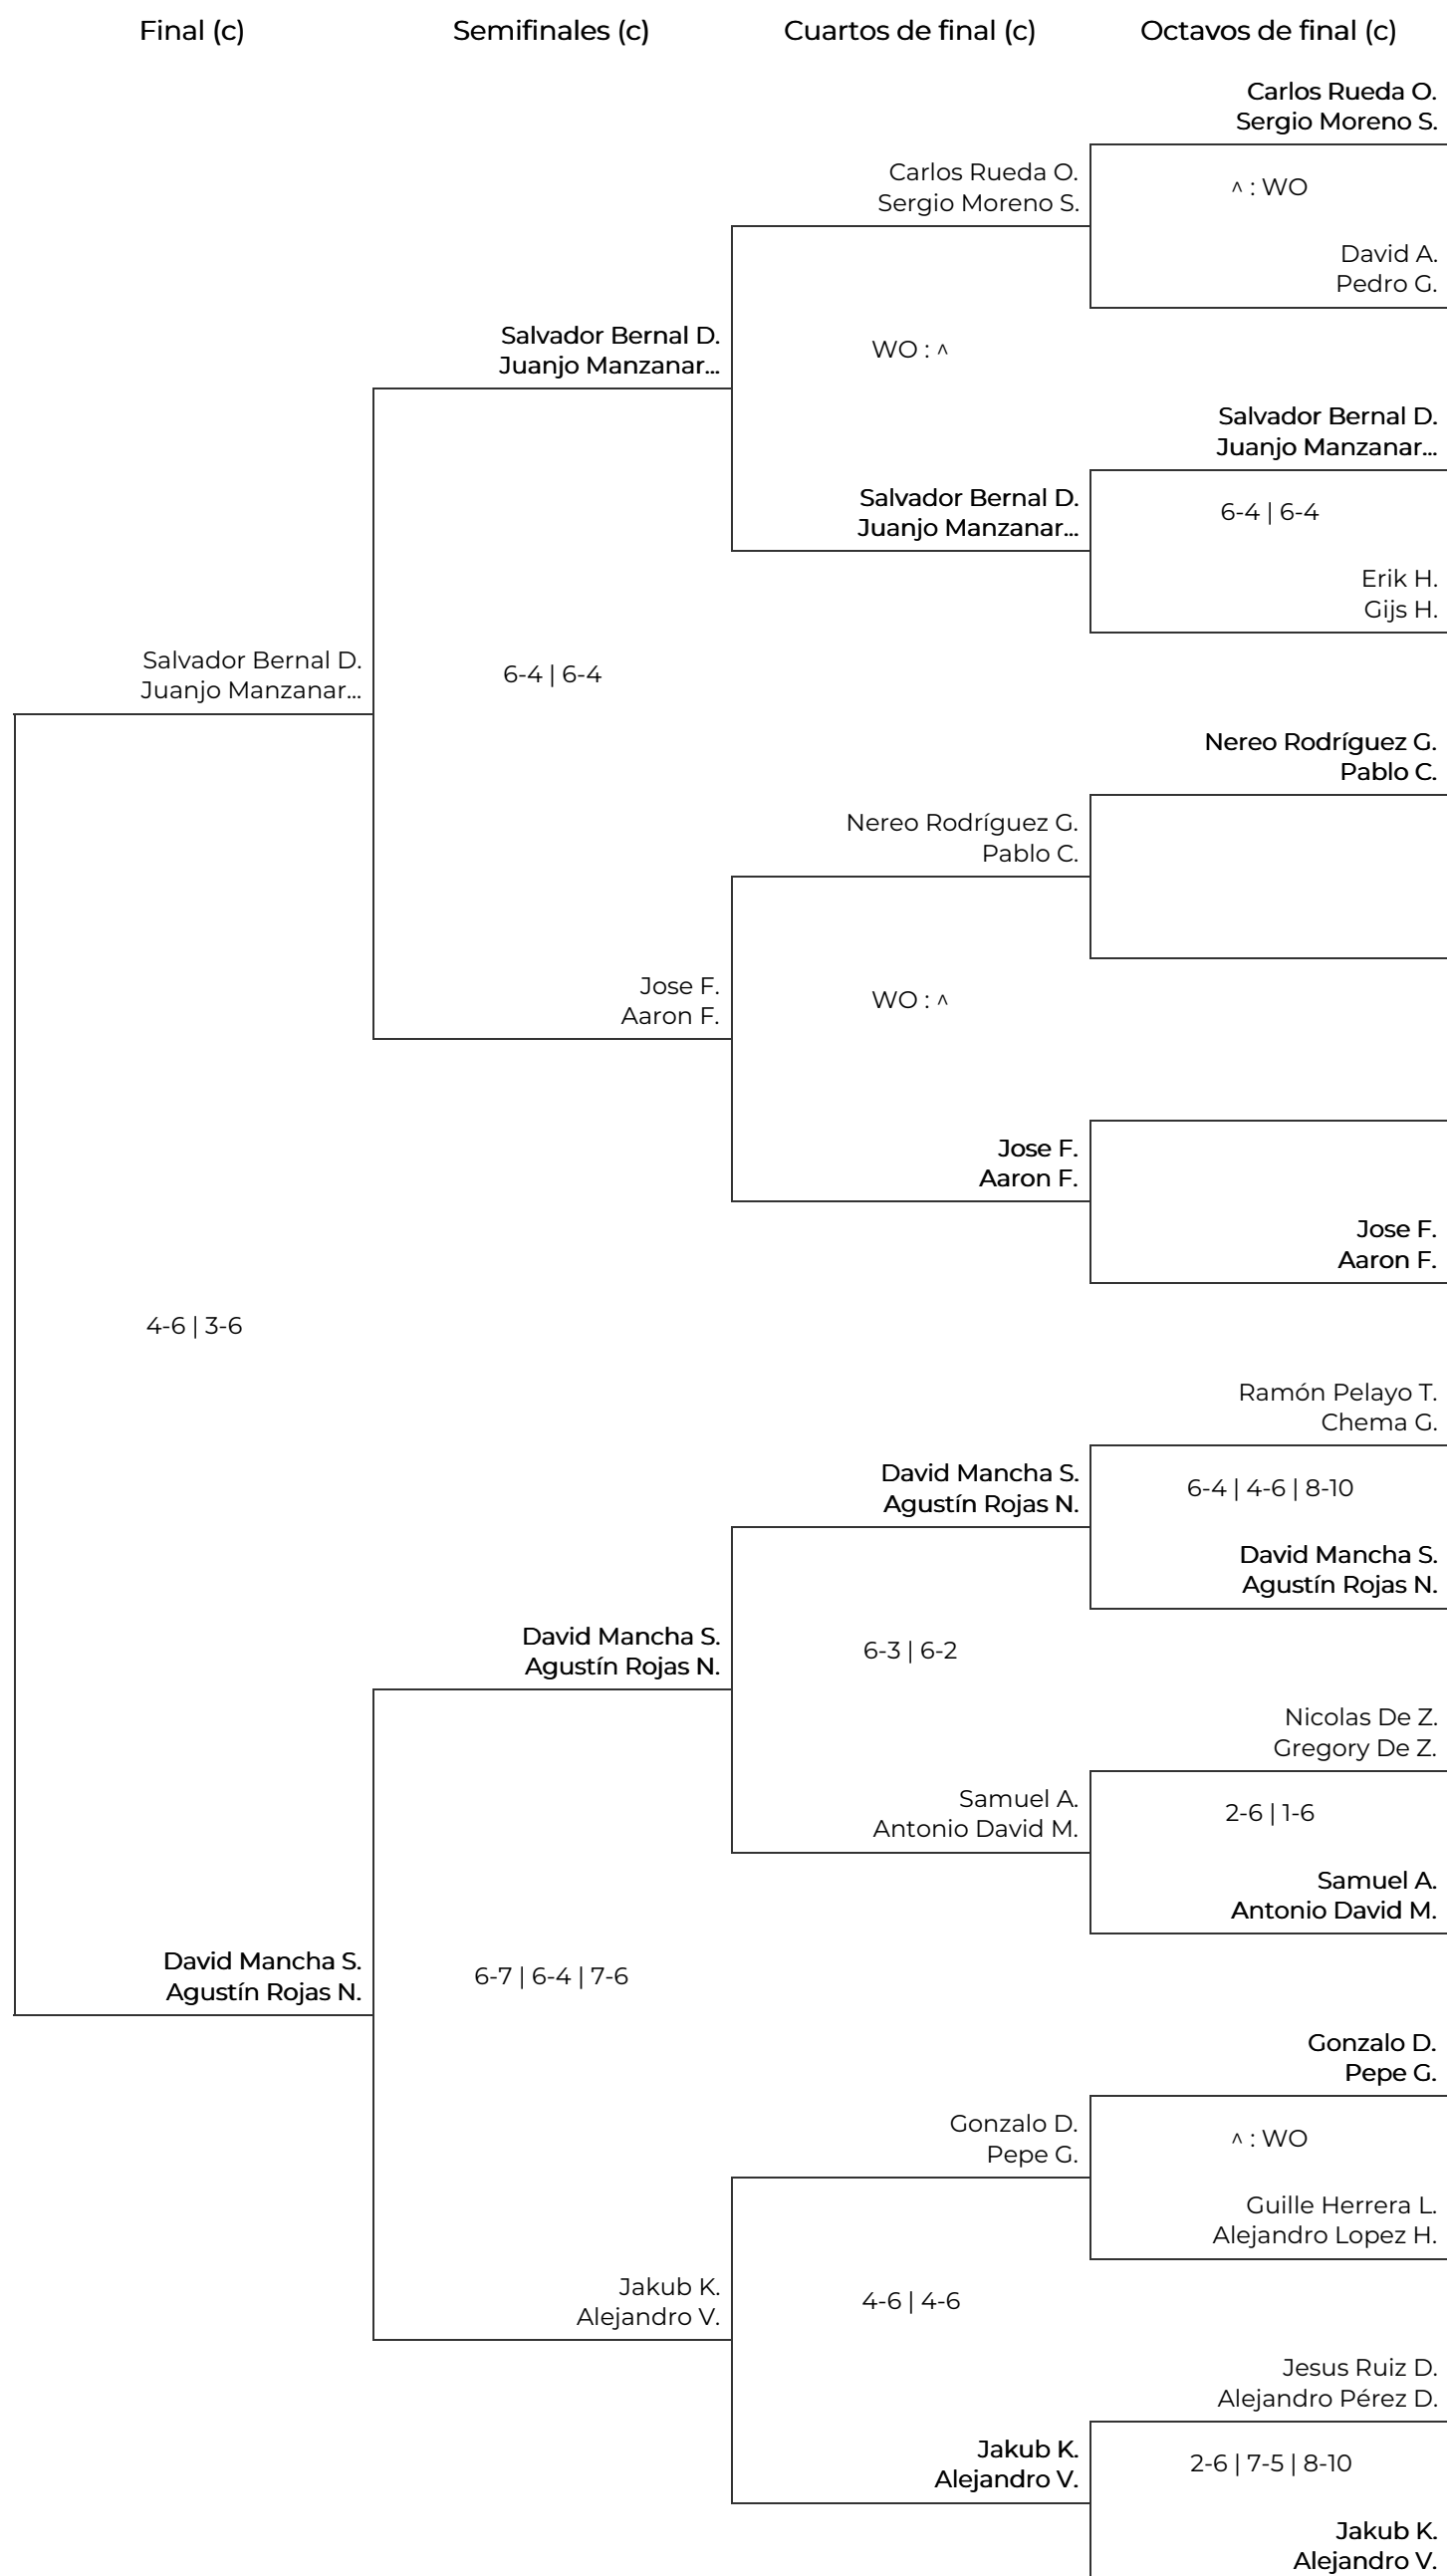 Final (c)
Semifinales (c)
Cuartos de final (c)
Octavos de final (c)
Carlos Rueda O.
Sergio Moreno S.
^ : WO
David A.
Pedro G.
Carlos Rueda O.
Sergio Moreno S.
WO : ^
Salvador Bernal D.
Juanjo Manzanar...
Salvador Bernal D.
Juanjo Manzanar...
6-4 | 6-4
Erik H.
Gijs H.
Salvador Bernal D.
Juanjo Manzanar...
Salvador Bernal D.
Juanjo Manzanar...
6-4 | 6-4
Nereo Rodríguez G.
Pablo C.
Nereo Rodríguez G.
Pablo C.
Jose F.
Aaron F.
WO : ^
Jose F.
Aaron F.
Jose F.
Aaron F.
4-6 | 3-6
Ramón Pelayo T.
Chema G.
David Mancha S.
Agustín Rojas N.
6-4 | 4-6 | 8-10
David Mancha S.
Agustín Rojas N.
David Mancha S.
Agustín Rojas N.
6-3 | 6-2
Nicolas De Z.
Gregory De Z.
Samuel A.
Antonio David M.
2-6 | 1-6
Samuel A.
Antonio David M.
David Mancha S.
Agustín Rojas N.
6-7 | 6-4 | 7-6
Gonzalo D.
Pepe G.
Gonzalo D.
Pepe G.
^ : WO
Guille Herrera L.
Alejandro Lopez H.
Jakub K.
Alejandro V.
4-6 | 4-6
Jesus Ruiz D.
Alejandro Pérez D.
Jakub K.
Alejandro V.
2-6 | 7-5 | 8-10
Jakub K.
Alejandro V.